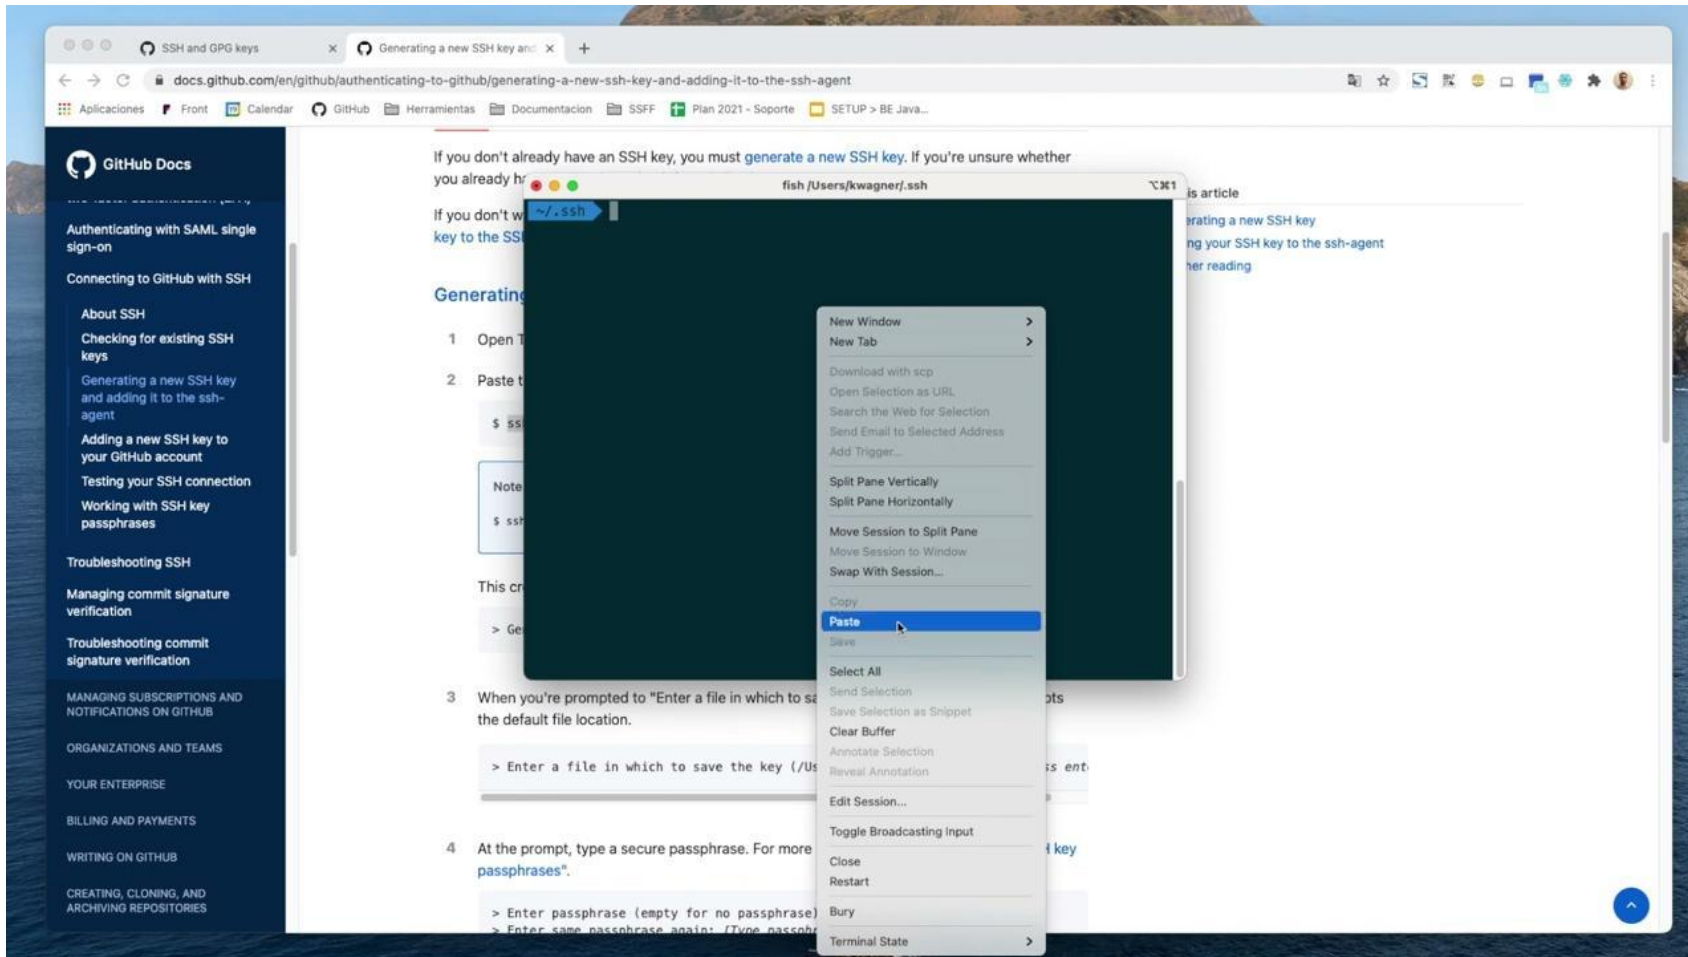 SSH and GPG keys
Generating a new SSH key and
docs.github.com/en/github/authenticating-to-github/generating-a-new-ssh-key-and-adding-it-to-the-ssh-agent
Aplicaciones Front Calendar GitHub Herramientas Documentacion SSFF Plan 2021 - Soporte SETUP > BE Java...
GitHub Docs
Authenticating with SAML single
sign-on
Connecting to GitHub with SSH
About SSH
Checking for existing SSH
keys
Generating a new SSH key
and adding it to the ssh-
agent
Adding a new SSH key to
your GitHub account
Testing your SSH connection
Working with SSH key
passphrases
Troubleshooting SSH
Managing commit signature
verification
Troubleshooting commit
signature verification
MANAGING SUBSCRIPTIONS AND
NOTIFICATIONS ON GITHUB
ORGANIZATIONS AND TEAMS
YOUR ENTERPRISE
BILLING AND PAYMENTS
WRITING ON GITHUB
CREATING, CLONING, AND
ARCHIVING REPOSITORIES
If you don't already have an SSH key, you must generate a new SSH key. If you're unsure whether
you already h
If you don't w
key to the SS
Generating
1 Open T
2 Paste t
$ ss
Note
$ ssh
This cr
> Ge
3 When you're prompted to "Enter a file in which to sa
pts
the default file location.
> Enter a file in which to save the key (/Us
ss ent
4 At the prompt, type a secure passphrase. For more
H key
passphrases".
> Enter passphrase (empty for no passphrase)
> Enter same passphrase again: [Type passph
is article
erating a new SSH key
ng your SSH key to the ssh-agent
her reading
fish /Users/kwagner/.ssh
⌥⌘1
~/.ssh
New Window
New Tab
Download with scp
Open Selection as URL
Search the Web for Selection
Send Email to Selected Address
Add Trigger...
Split Pane Vertically
Split Pane Horizontally
Move Session to Split Pane
Move Session to Window
Swap With Session...
Copy
Paste
Save
Select All
Send Selection
Save Selection as Snippet
Clear Buffer
Annotate Selection
Reveal Annotation
Edit Session...
Toggle Broadcasting Input
Close
Restart
Bury
Terminal State